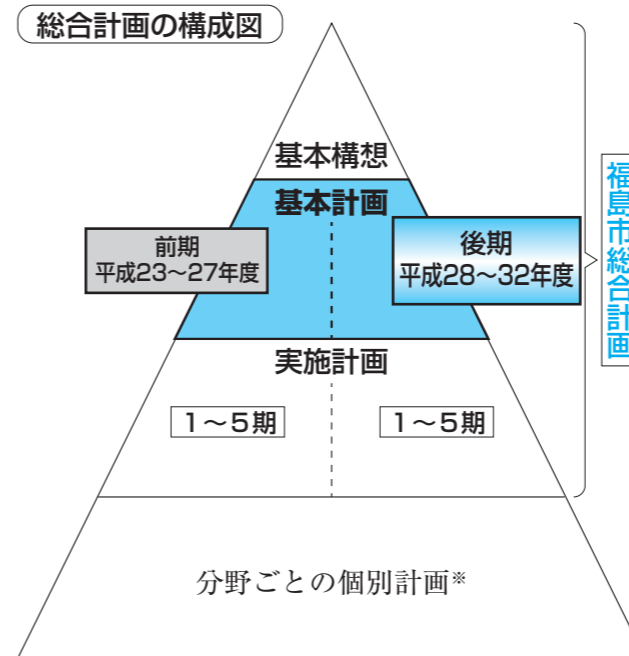 総合計画の構成図
基本構想
基本計画
前期
平成23～27年度
後期
平成28～32年度
福島市総合計画
実施計画
1～5期
1～5期
分野ごとの個別計画※